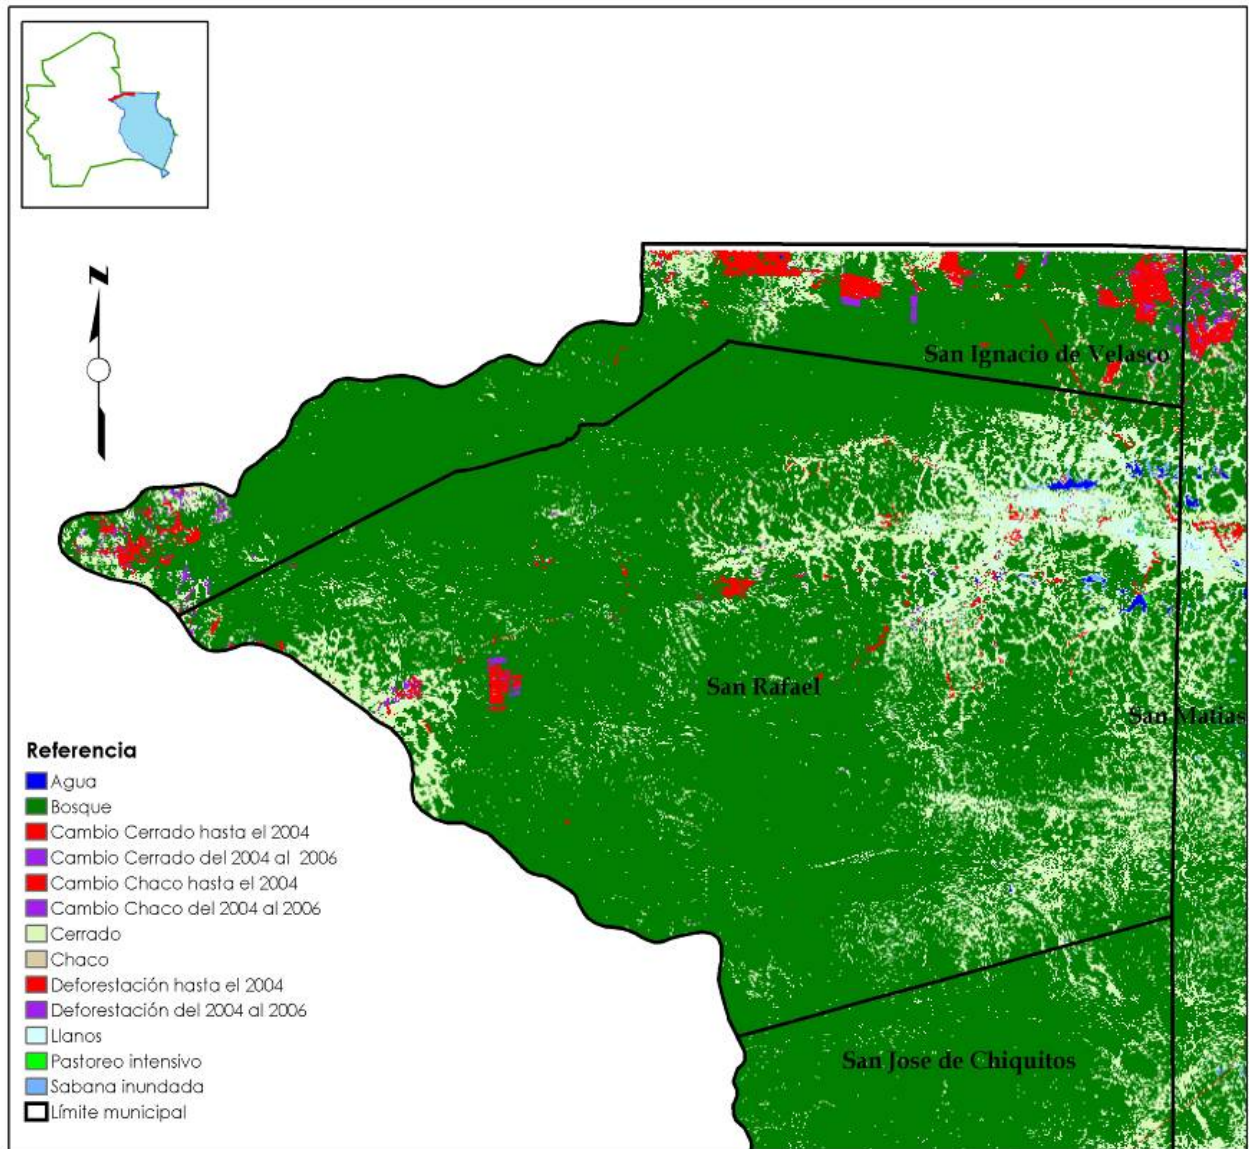 N
San Ignacio de Velasco
San Rafael
San Matias
Referencia
Agua
Bosque
Cambio Cerrado hasta el 2004
Cambio Cerrado del 2004 al 2006
Cambio Chaco hasta el 2004
Cambio Chaco del 2004 al 2006
Cerrado
Chaco
Deforestación hasta el 2004
Deforestación del 2004 al 2006
Llanos
Pastoreo intensivo
Sabana inundada
Límite municipal
San Jose de Chiquitos